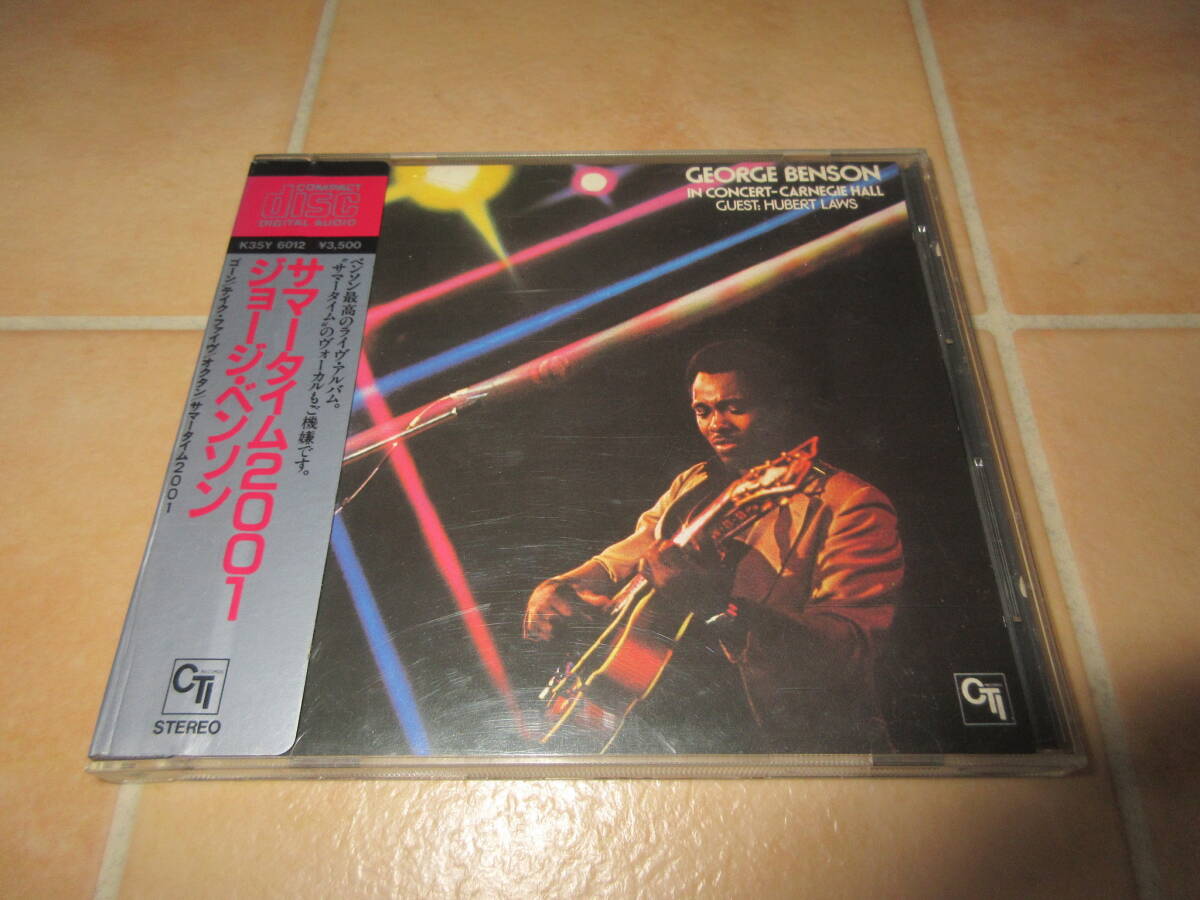 COMPACT
disc
DIGITAL AUDIO
K35Y 6012 ¥3,500
ベンソン最高のライヴ・アルバム。
“サマータイム”のヴォーカルもご機嫌です。
サマータイム2001
ジョージ・ベンソン
ゴーン/テイク・ファイヴ/オクタン/サマータイム2001
CTI
RECORDS
STEREO
GEORGE BENSON
IN CONCERT-CARNEGIE HALL
GUEST: HUBERT LAWS
CTI
RECORDS